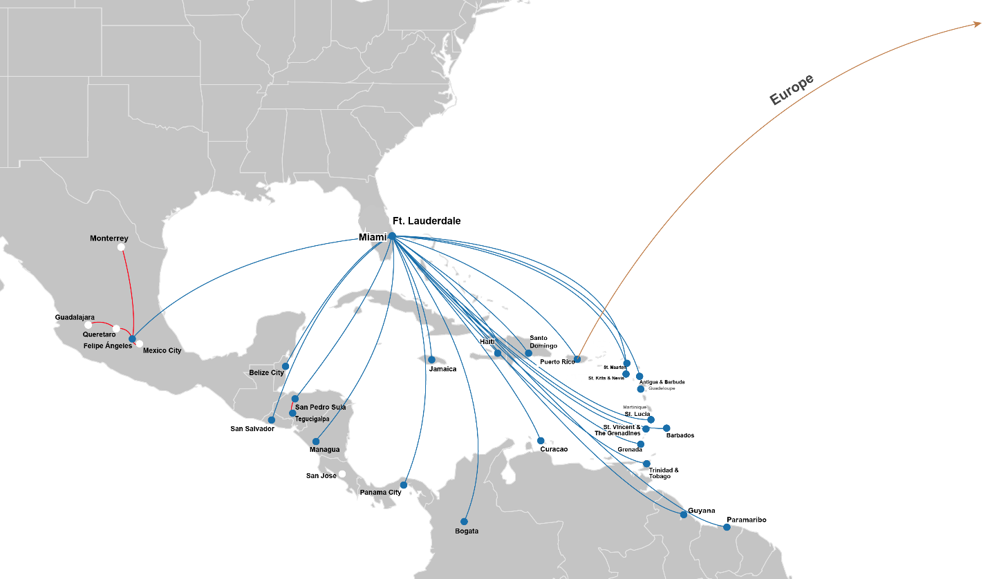 Europe
Ft. Lauderdale
Miami
Monterrey
Guadalajara
Queretaro
Felipe Ángeles
Mexico City
Haiti
Santo
Domingo
Puerto Rico
Jamaica
Belize City
St. Maarten
St. Kitts & Nevis
Antigua & Barbuda
Guadeloupe
San Pedro Sula
Tegucigalpa
Martinique
St. Lucia
San Salvador
St. Vincent &
The Grenadines
Barbados
Managua
Curacao
Grenada
San Jose
Trinidad &
Tobago
Panama City
Guyana
Paramaribo
Bogata